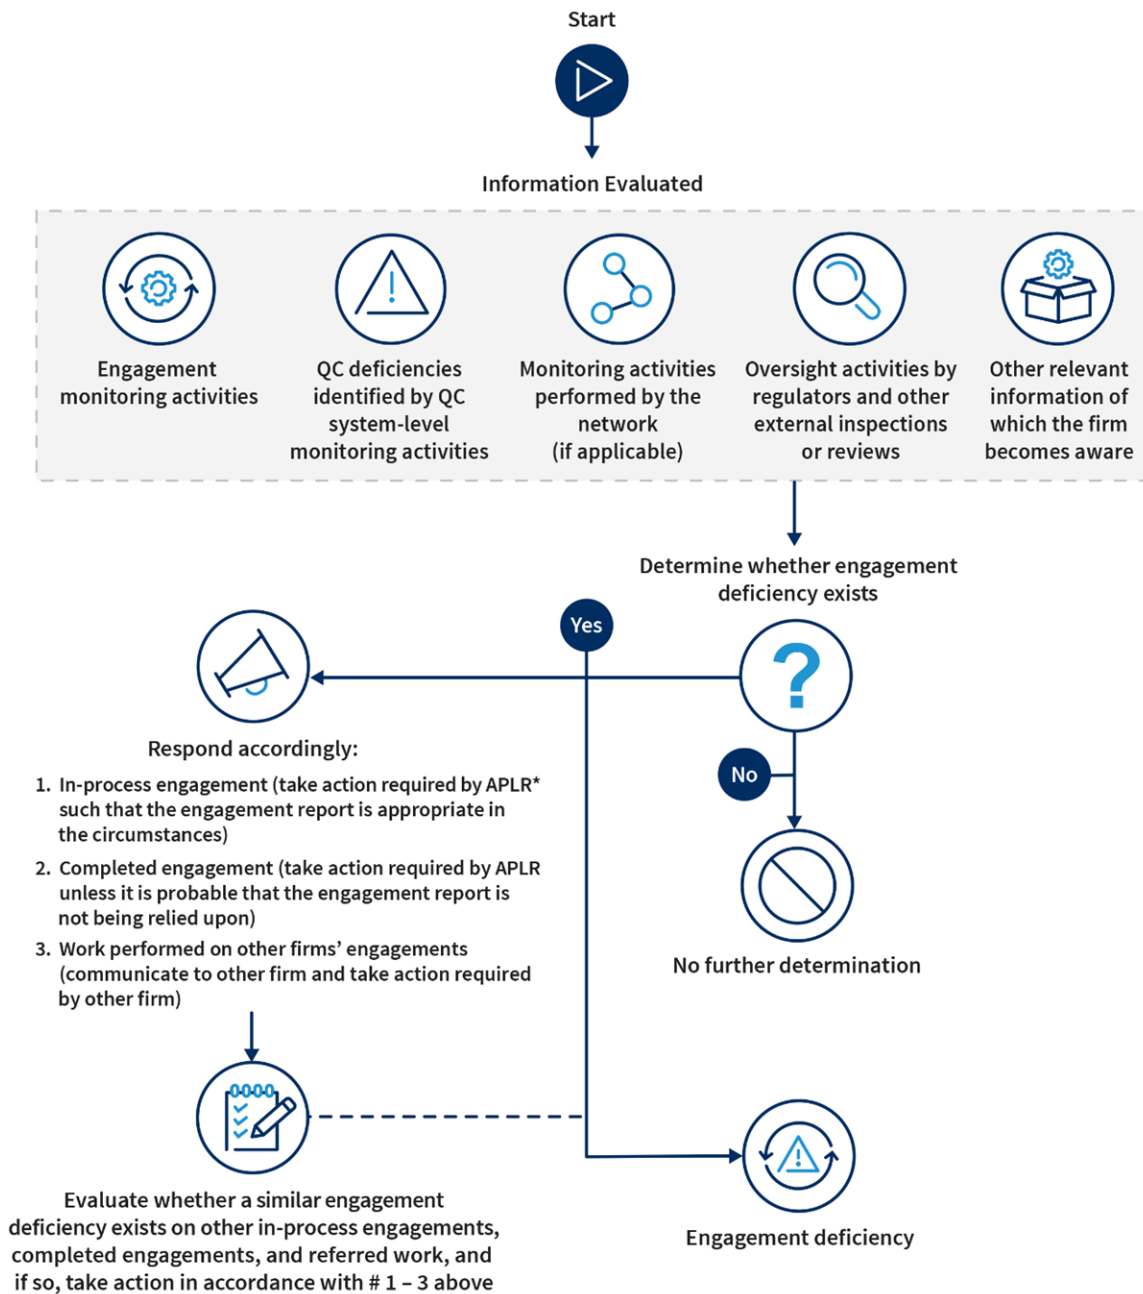 Start
Information Evaluated
Engagement
monitoring activities
QC deficiencies
identified by QC
system-level
monitoring activities
Monitoring activities
performed by the
network
(if applicable)
Oversight activities by
regulators and other
external inspections
or reviews
Other relevant
information of
which the firm
becomes aware
Determine whether engagement
deficiency exists
Yes
?
No
No further determination
Respond accordingly:
1. In-process engagement (take action required by APLR*
such that the engagement report is appropriate in
the circumstances)
2. Completed engagement (take action required by APLR
unless it is probable that the engagement report is
not being relied upon)
3. Work performed on other firms’ engagements
(communicate to other firm and take action required
by other firm)
Evaluate whether a similar engagement
deficiency exists on other in-process engagements,
completed engagements, and referred work, and
if so, take action in accordance with # 1 – 3 above
Engagement deficiency